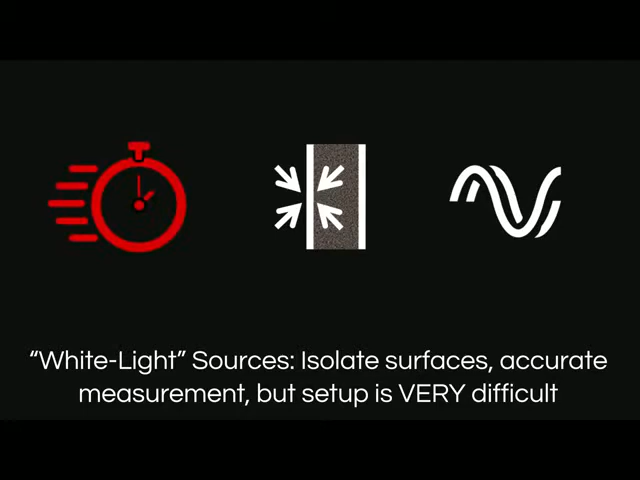 “White-Light” Sources: Isolate surfaces, accurate
measurement, but setup is VERY difficult